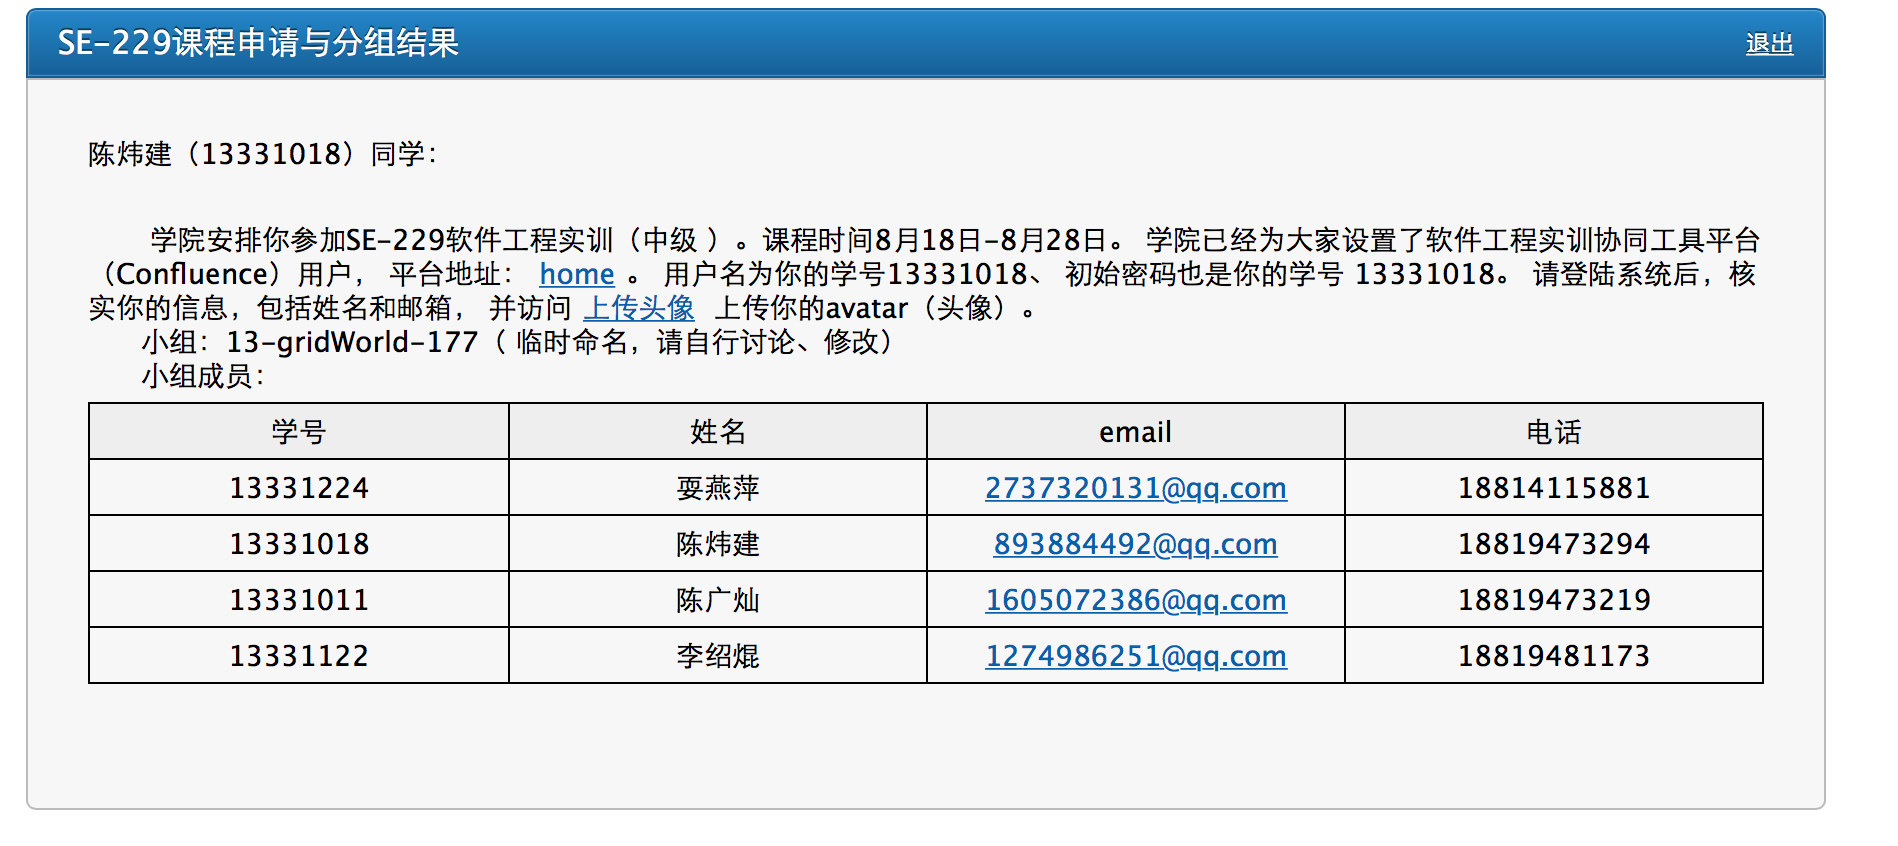 SE-229课程申请与分组结果 退出
陈炜建（13331018）同学：
学院安排你参加SE-229软件工程实训（中级 ）。课程时间8月18日-8月28日。 学院已经为大家设置了软件工程实训协同工具平台
（Confluence）用户， 平台地址： home 。 用户名为你的学号13331018、 初始密码也是你的学号 13331018。 请登陆系统后，核
实你的信息，包括姓名和邮箱， 并访问 上传头像 上传你的avatar（头像）。
小组：13-gridWorld-177（ 临时命名，请自行讨论、修改）
小组成员：
学号 姓名 email 电话
13331224 耍燕萍 2737320131@qq.com 18814115881
13331018 陈炜建 893884492@qq.com 18819473294
13331011 陈广灿 1605072386@qq.com 18819473219
13331122 李绍焜 1274986251@qq.com 18819481173